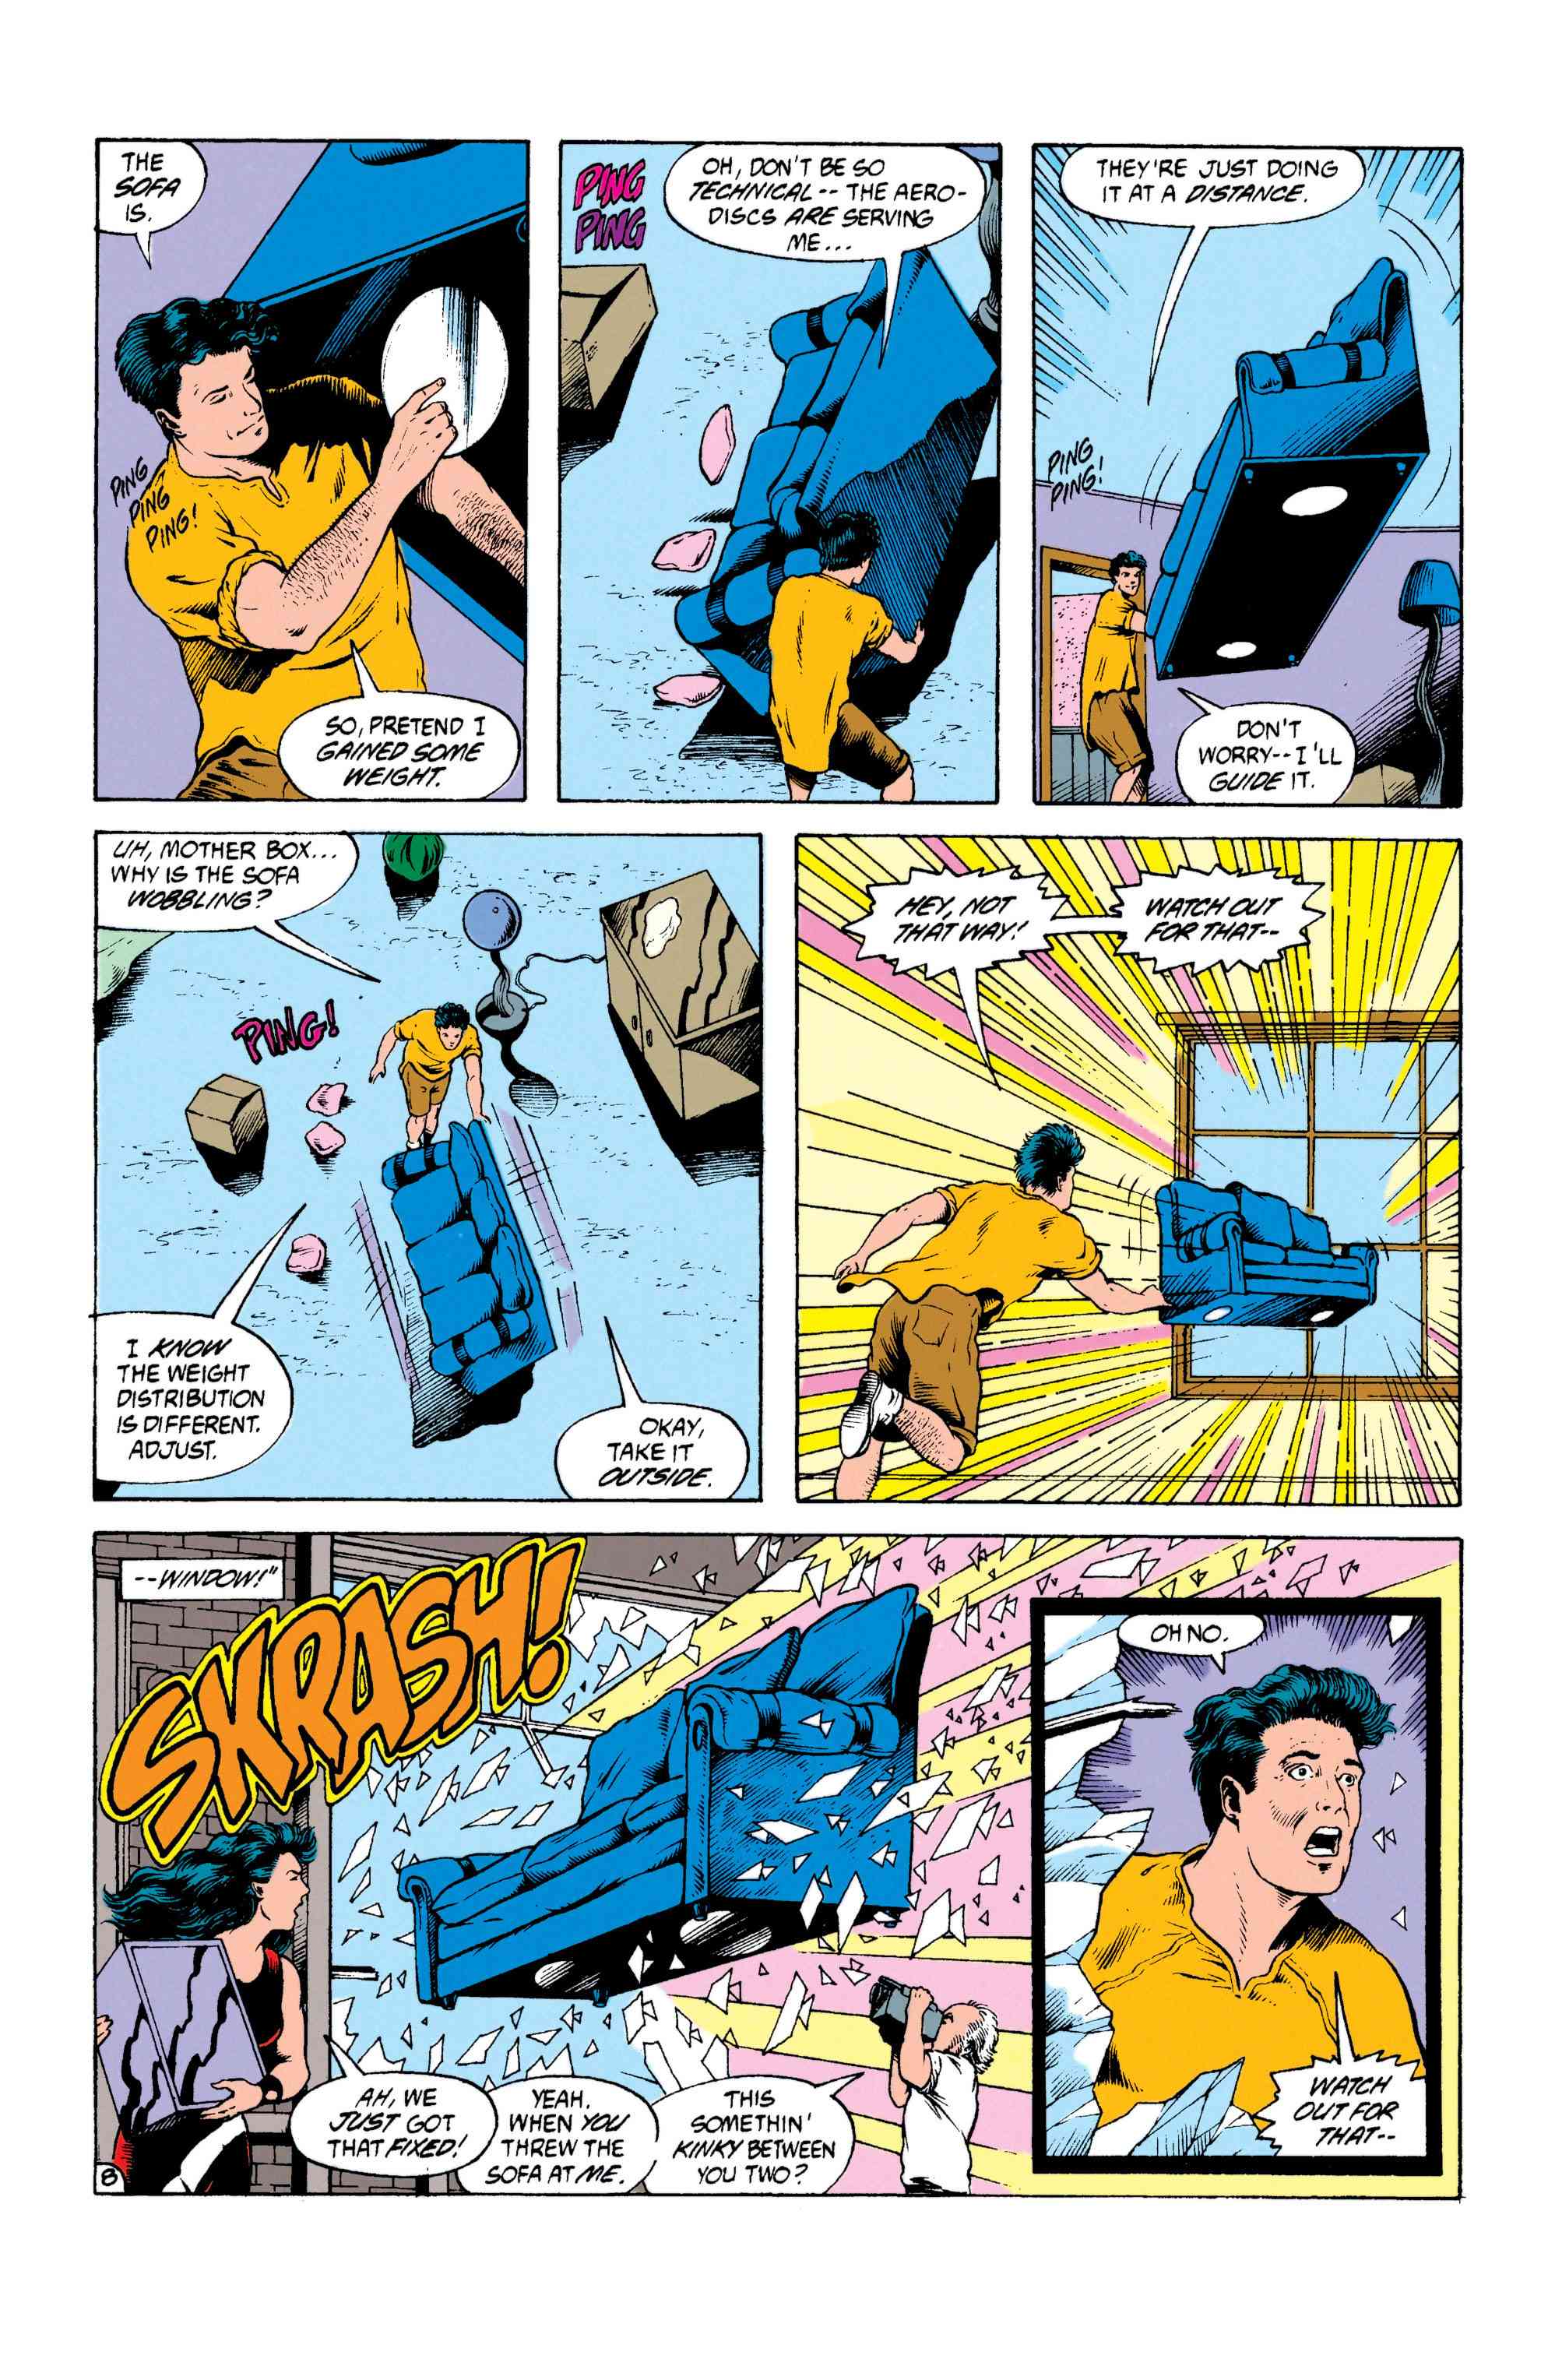 THE
SOFA
IS.
PING
PING
PING!
SO, PRETEND I
GAINED SOME
WEIGHT.
PING
PING
OH, DON'T BE SO
TECHNICAL -- THE AERO-
DISCS ARE SERVING
ME...
THEY'RE JUST DOING
IT AT A DISTANCE.
PING
PING!
DON'T
WORRY--I'LL
GUIDE IT.
UH, MOTHER BOX...
WHY IS THE SOFA
WOBBLING?
PING!
I KNOW
THE WEIGHT
DISTRIBUTION
IS DIFFERENT.
ADJUST.
OKAY,
TAKE IT
OUTSIDE.
HEY, NOT
THAT WAY!
WATCH OUT
FOR THAT--
--WINDOW!"
SKRASH!
AH, WE
JUST GOT
THAT FIXED!
YEAH.
WHEN YOU
THREW THE
SOFA AT ME.
THIS
SOMETHIN'
KINKY BETWEEN
YOU TWO?
OH NO.
WATCH
OUT FOR
THAT--
8